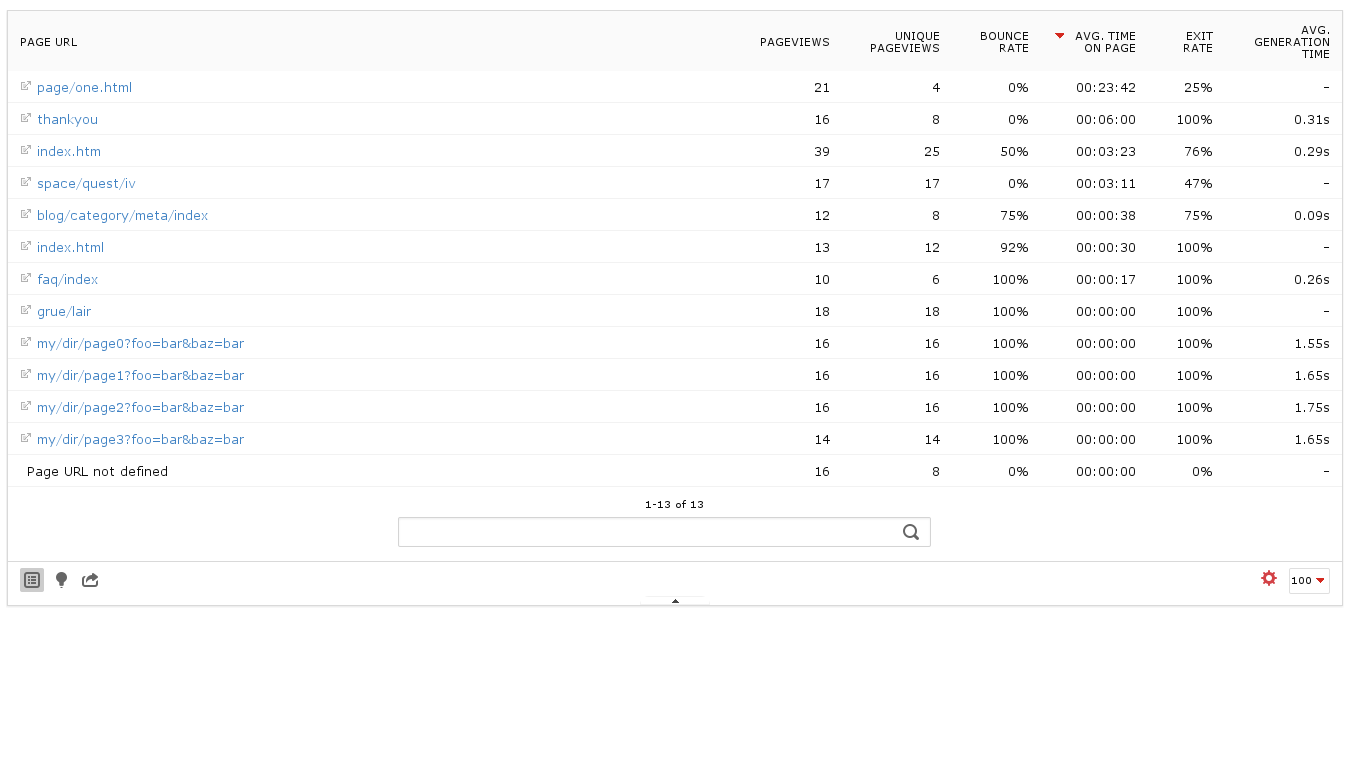 PAGE URL PAGEVIEWS UNIQUE PAGEVIEWS BOUNCE RATE AVG. TIME ON PAGE EXIT RATE AVG. GENERATION TIME
page/one.html 21 4 0% 00:23:42 25% -
thankyou 16 8 0% 00:06:00 100% 0.31s
index.htm 39 25 50% 00:03:23 76% 0.29s
space/quest/iv 17 17 0% 00:03:11 47% -
blog/category/meta/index 12 8 75% 00:00:38 75% 0.09s
index.html 13 12 92% 00:00:30 100% -
faq/index 10 6 100% 00:00:17 100% 0.26s
grue/lair 18 18 100% 00:00:00 100% -
my/dir/page0?foo=bar&baz=bar 16 16 100% 00:00:00 100% 1.55s
my/dir/page1?foo=bar&baz=bar 16 16 100% 00:00:00 100% 1.65s
my/dir/page2?foo=bar&baz=bar 16 16 100% 00:00:00 100% 1.75s
my/dir/page3?foo=bar&baz=bar 14 14 100% 00:00:00 100% 1.65s
Page URL not defined 16 8 0% 00:00:00 0% -
1-13 of 13
100